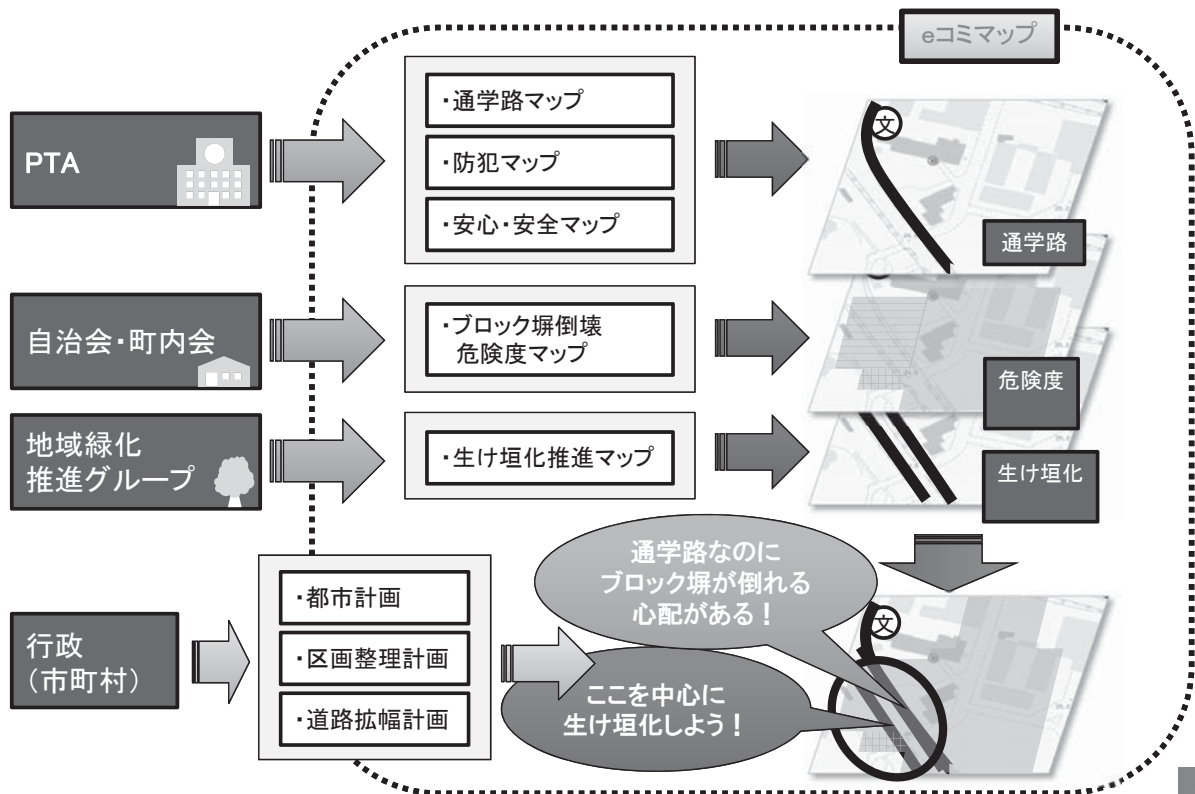 eコミマップ
PTA
・通学路マップ
・防犯マップ
・安心・安全マップ
文
通学路
自治会・町内会
・ブロック塀倒壊
危険度マップ
危険度
地域緑化
推進グループ
・生け垣化推進マップ
生け垣化
行政
（市町村）
・都市計画
・区画整理計画
・道路拡幅計画
通学路なのに
ブロック塀が倒れる
心配がある！
ここを中心に
生け垣化しよう！
文